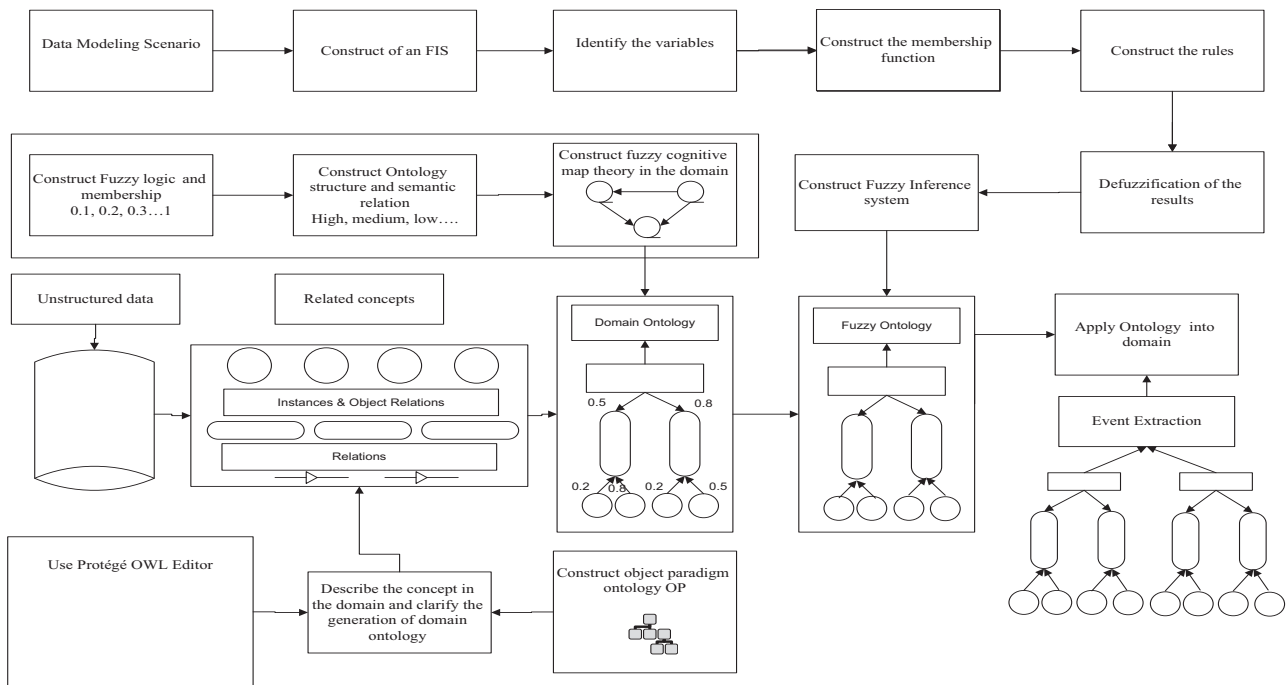 Data Modeling Scenario
Construct of an FIS
Identify the variables
Construct the membership
function
Construct the rules
Construct Fuzzy logic and
membership
0.1, 0.2, 0.3…1
Construct Ontology
structure and semantic
relation
High, medium, low….
Construct fuzzy cognitive
map theory in the domain
Construct Fuzzy Inference
system
Defuzzification of the
results
Unstructured data
Related concepts
Instances & Object Relations
Relations
Domain Ontology
0.5
0.8
0.2
0.8
0.2
0.5
Fuzzy Ontology
Apply Ontology into
domain
Event Extraction
Use Protégé OWL Editor
Describe the concept in
the domain and clarify the
generation of domain
ontology
Construct object paradigm
ontology OP